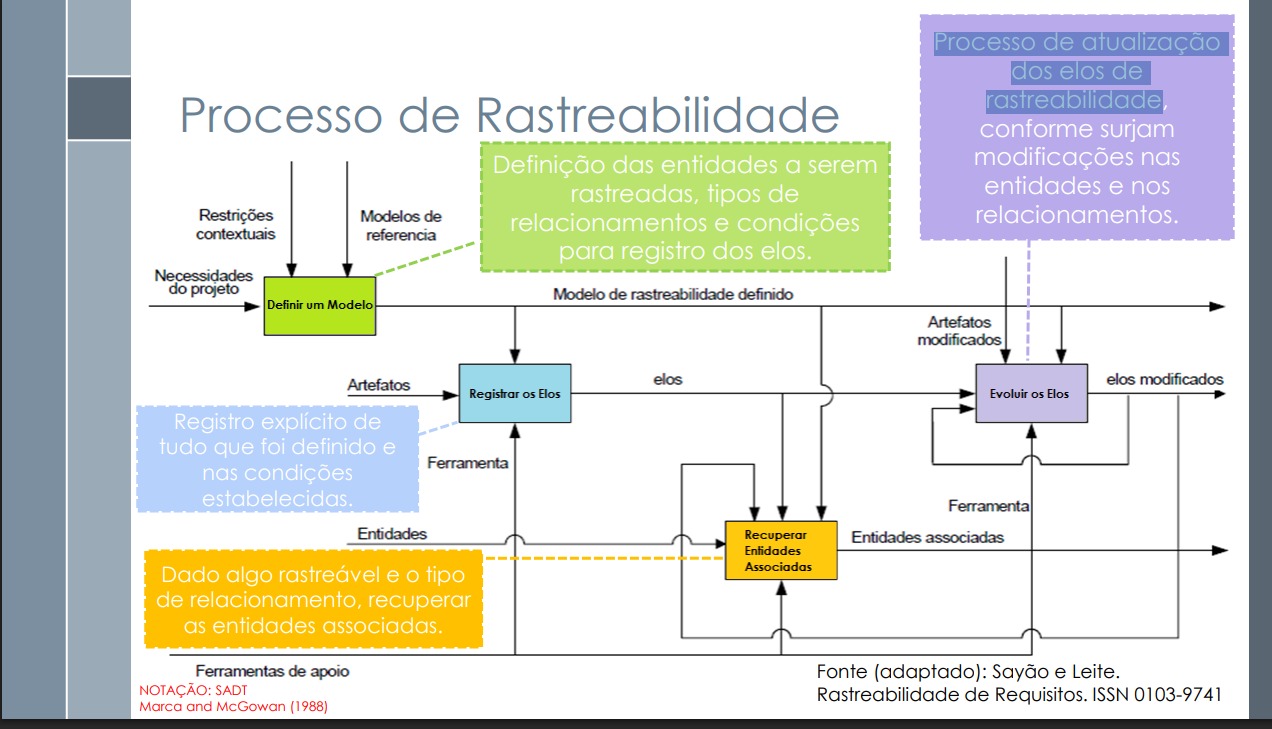 Processo de Rastreabilidade
Processo de atualização
dos elos de
rastreabilidade,
conforme surjam
modificações nas
entidades e nos
relacionamentos.
Definição das entidades a serem
rastreadas, tipos de
relacionamentos e condições
para registro dos elos.
Restrições
contextuais
Modelos de
referencia
Necessidades
do projeto
Definir um Modelo
Modelo de rastreabilidade definido
Artefatos
modificados
Artefatos
Registrar os Elos
elos
Evoluir os Elos
elos modificados
Registro explícito de
tudo que foi definido e
nas condições
estabelecidas.
Ferramenta
Ferramenta
Entidades
Recuperar
Entidades
Associadas
Entidades associadas
Dado algo rastreável e o tipo
de relacionamento, recuperar
as entidades associadas.
Ferramentas de apoio
NOTAÇÃO: SADT
Marca and McGowan (1988)
Fonte (adaptado): Sayão e Leite.
Rastreabilidade de Requisitos. ISSN 0103-9741